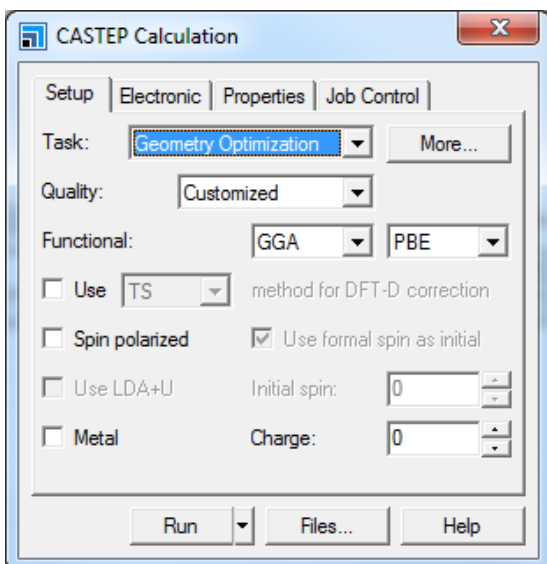 CASTEP Calculation
Setup Electronic Properties Job Control
Task: Geometry Optimization More...
Quality: Customized
Functional: GGA PBE
Use TS method for DFT-D correction
Spin polarized Use formal spin as initial
Use LDA+U Initial spin: 0
Metal Charge: 0
Run Files... Help